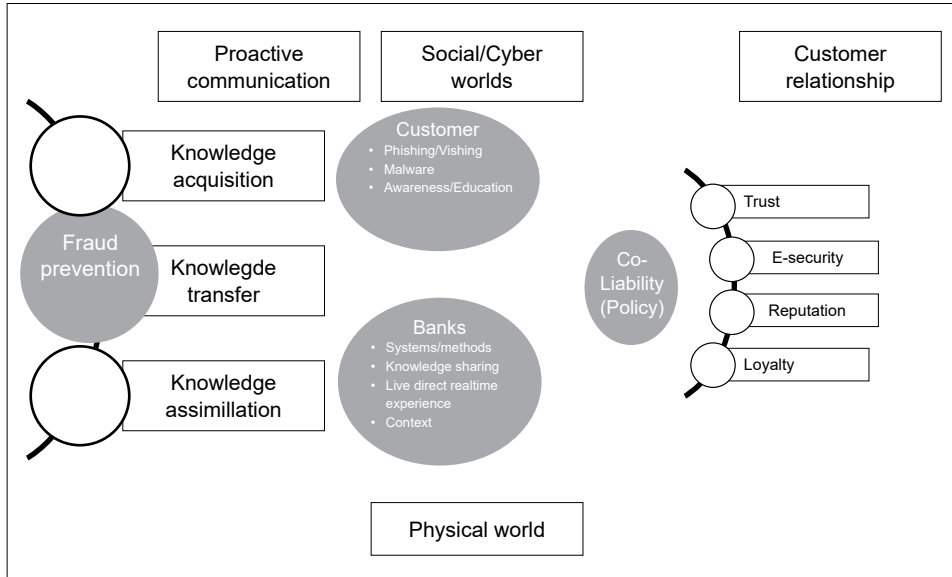 Proactive
communication
Social/Cyber
worlds
Customer
relationship
Knowledge
acquisition
Fraud
prevention
Knowlegde
transfer
Knowledge
assimillation
Customer
• Phishing/Vishing
• Malware
• Awareness/Education
Banks
• Systems/methods
• Knowledge sharing
• Live direct realtime
experience
• Context
Co-
Liability
(Policy)
Trust
E-security
Reputation
Loyalty
Physical world